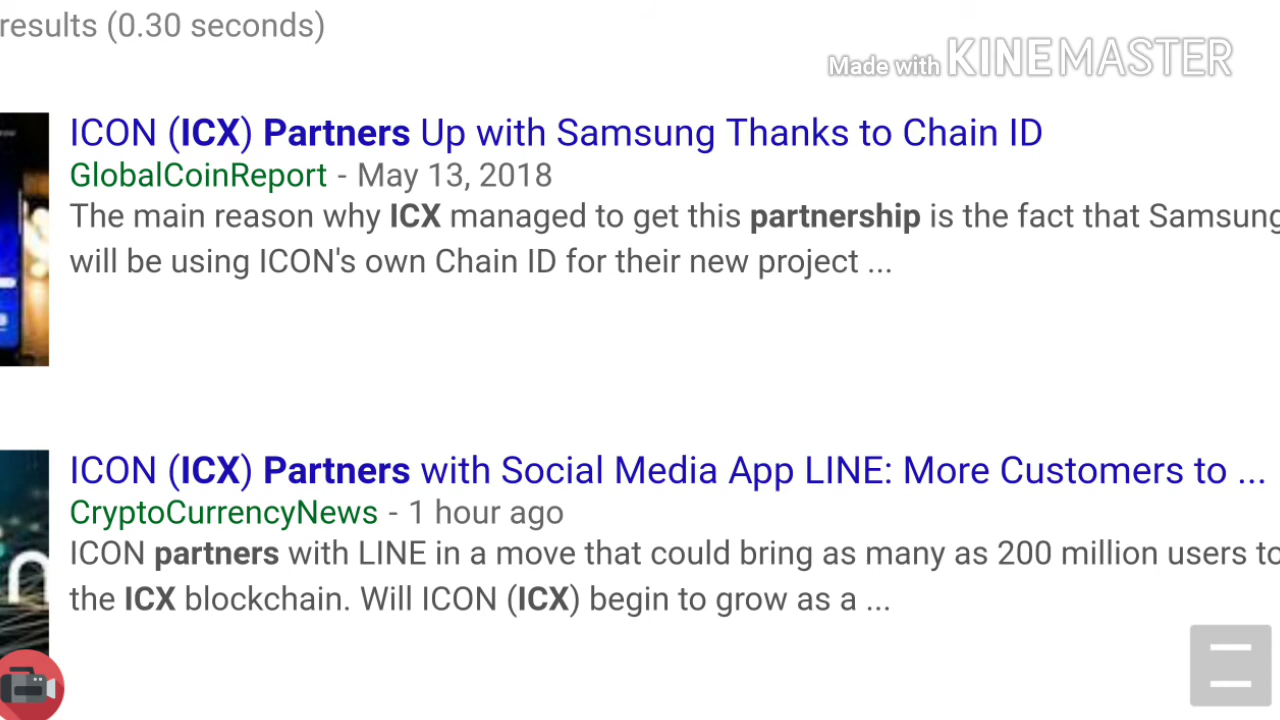 results (0.30 seconds)
Made with KINEMASTER
ICON (ICX) Partners Up with Samsung Thanks to Chain ID
GlobalCoinReport - May 13, 2018
The main reason why ICX managed to get this partnership is the fact that Samsung
will be using ICON's own Chain ID for their new project ...
ICON (ICX) Partners with Social Media App LINE: More Customers to ...
CryptoCurrencyNews - 1 hour ago
ICON partners with LINE in a move that could bring as many as 200 million users to
the ICX blockchain. Will ICON (ICX) begin to grow as a ...